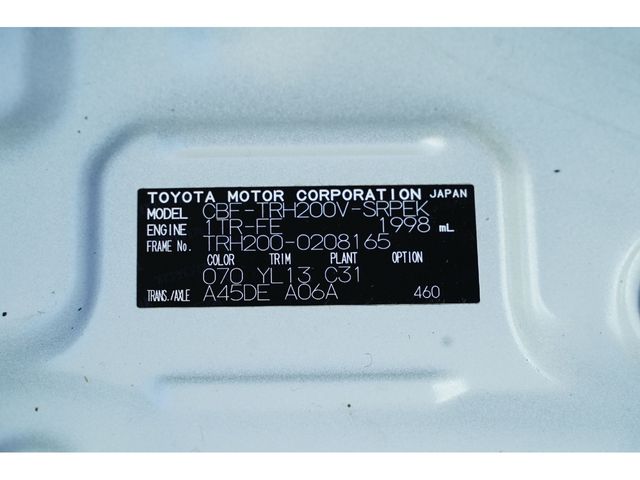 TOYOTA MOTOR CORPORATION JAPAN
MODEL CBF-TRH200V-SRPEK
ENGINE 1TR-FE 1998 mL
FRAME No. TRH200-0208165
COLOR TRIM PLANT OPTION
070 YL13 C31
TRANS./AXLE A45DE A06A 460